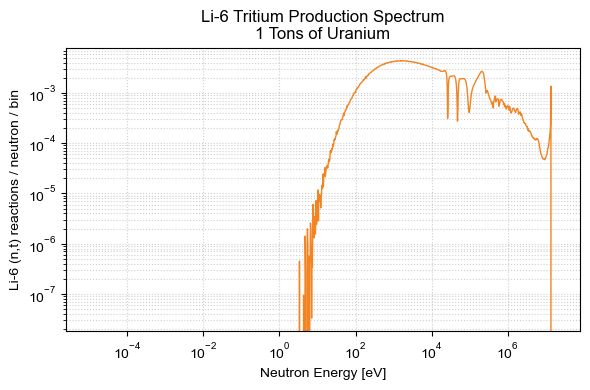 Li-6 Tritium Production Spectrum
1 Tons of Uranium
Li-6 (n,t) reactions / neutron / bin
10⁻³
10⁻⁴
10⁻⁵
10⁻⁶
10⁻⁷
10⁻⁴ 10⁻² 10⁰ 10² 10⁴ 10⁶
Neutron Energy [eV]